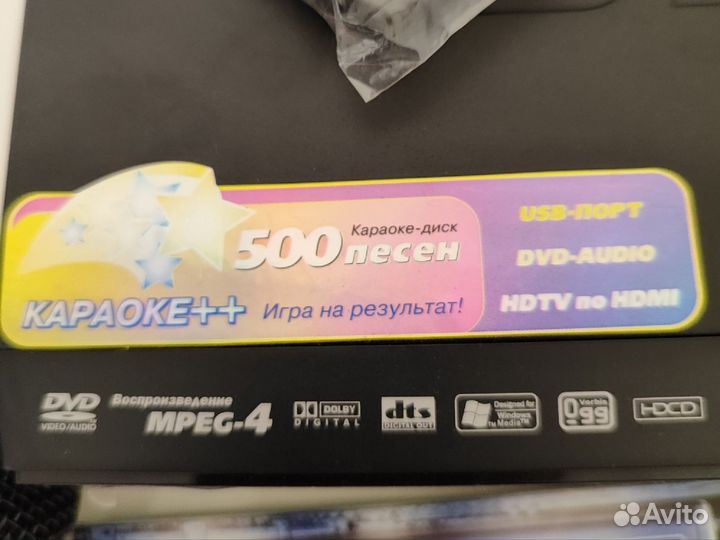 Караоке-диск
500 песен
КАРАОКЕ++ Игра на результат!
USB-ПОРТ
DVD-AUDIO
HDTV по HDMI
DVD
VIDEO/AUDIO
Воспроизведение
MPEG-4
DOLBY
DIGITAL
dts
DIGITAL OUT
Designed for
Windows
Media™
Vorbis
Ogg
HDCD
Avito